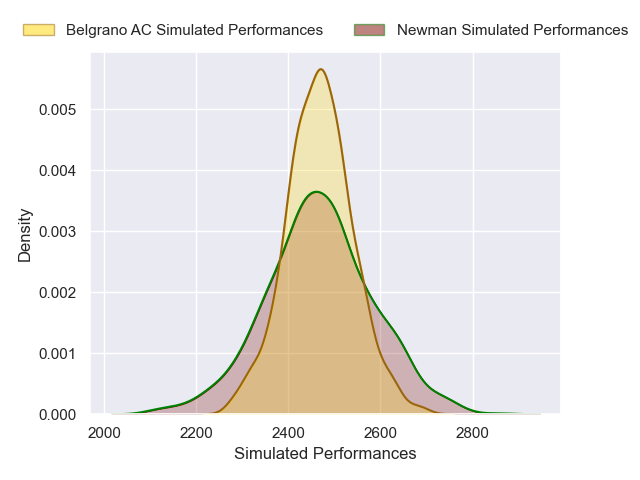 Belgrano AC Simulated Performances
Newman Simulated Performances
0.005
0.004
0.003
0.002
0.001
0.000
Density
2000 2200 2400 2600 2800
Simulated Performances